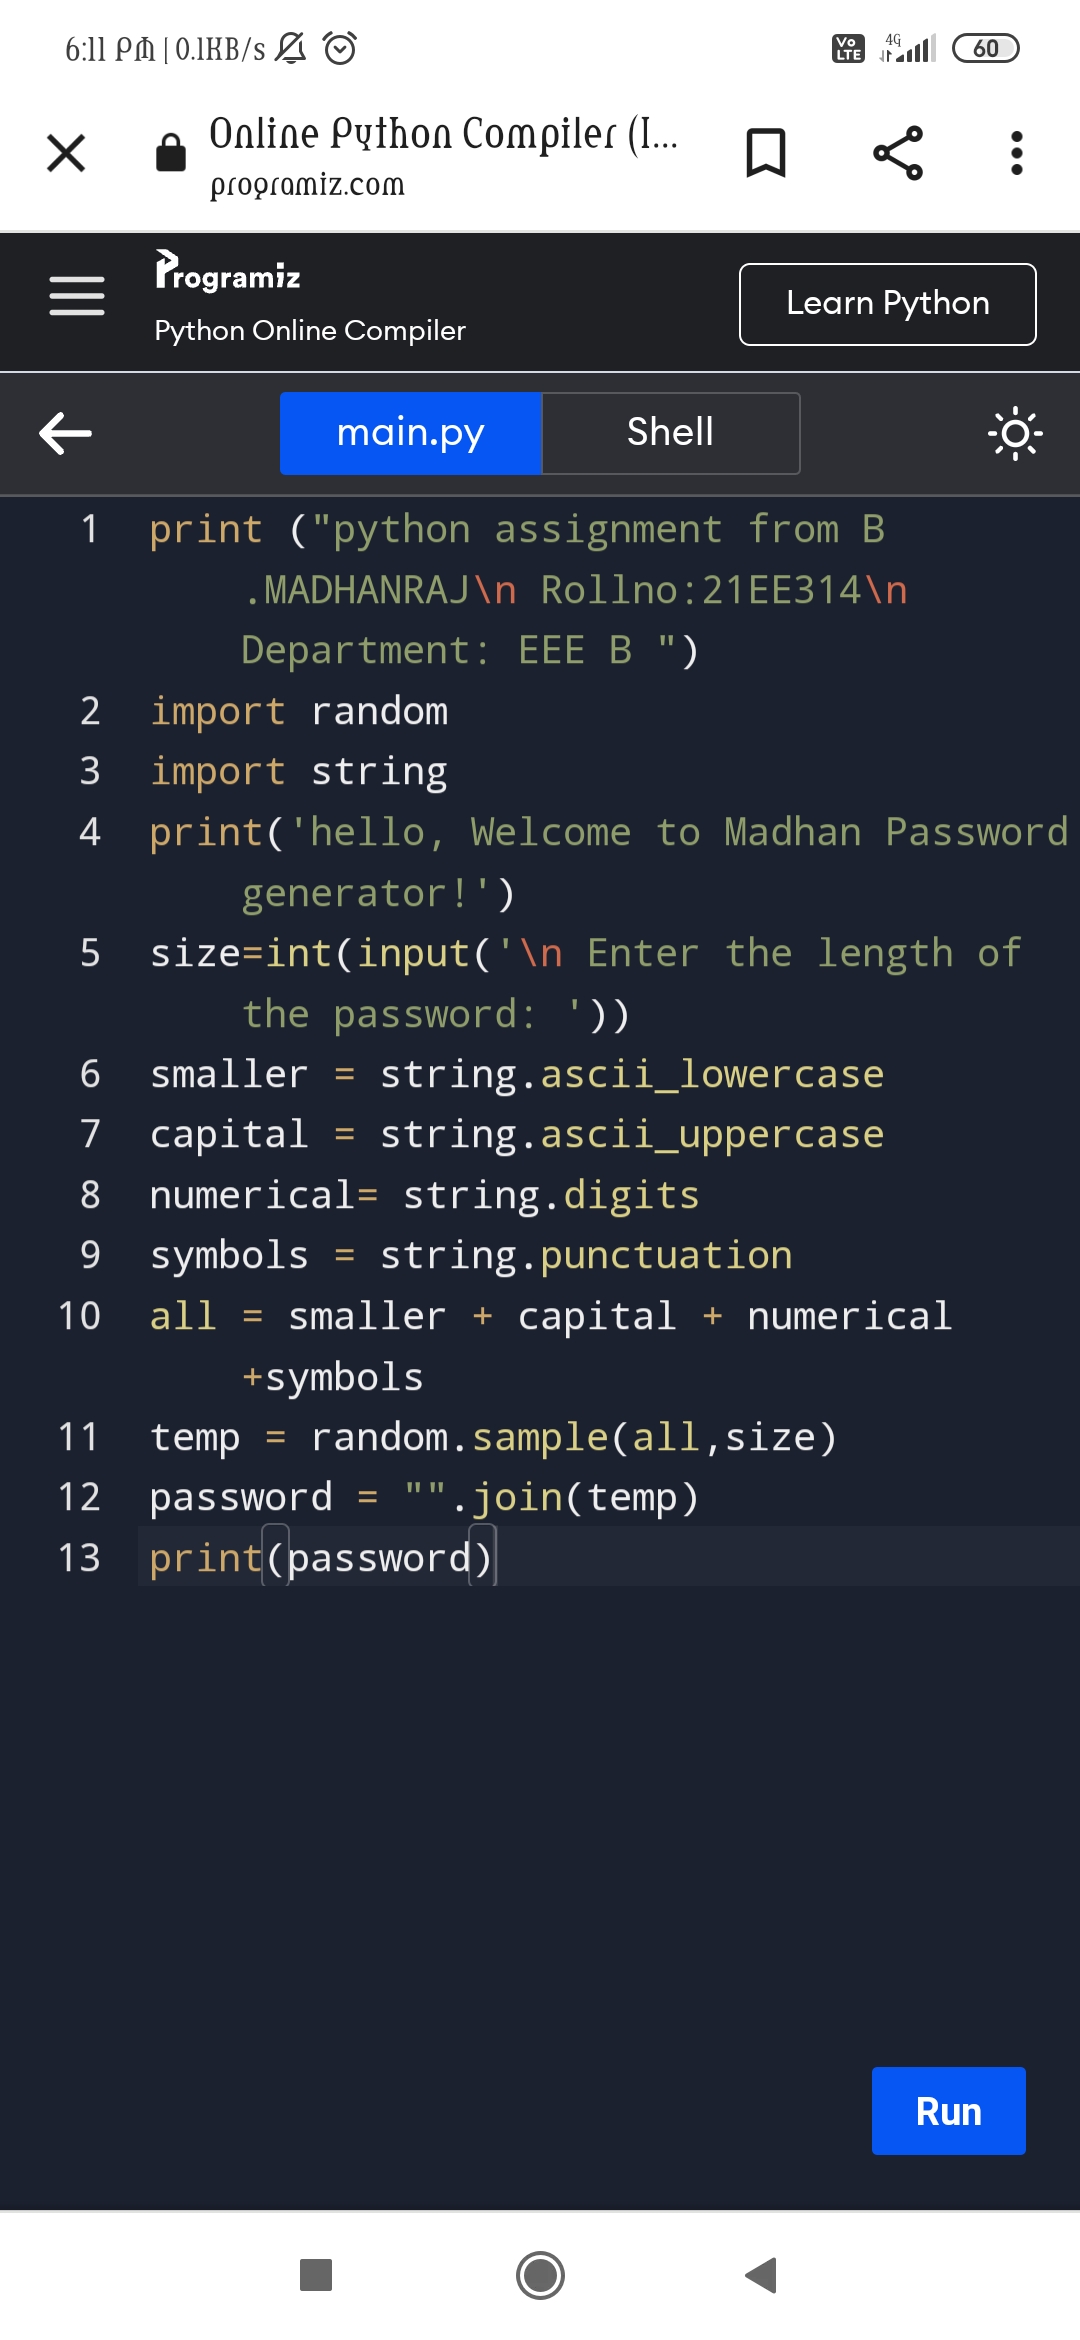 6:11 PM | 0.1KB/s
Vo LTE 4G 60
Online Python Compiler (I...
programiz.com
Programiz
Python Online Compiler
Learn Python
main.py Shell
1 print ("python assignment from B
.MADHANRAJ\n Rollno:21EE314\n
Department: EEE B ")
2 import random
3 import string
4 print('hello, Welcome to Madhan Password
generator!')
5 size=int(input('\n Enter the length of
the password: '))
6 smaller = string.ascii_lowercase
7 capital = string.ascii_uppercase
8 numerical= string.digits
9 symbols = string.punctuation
10 all = smaller + capital + numerical
+symbols
11 temp = random.sample(all,size)
12 password = "".join(temp)
13 print(password)
Run